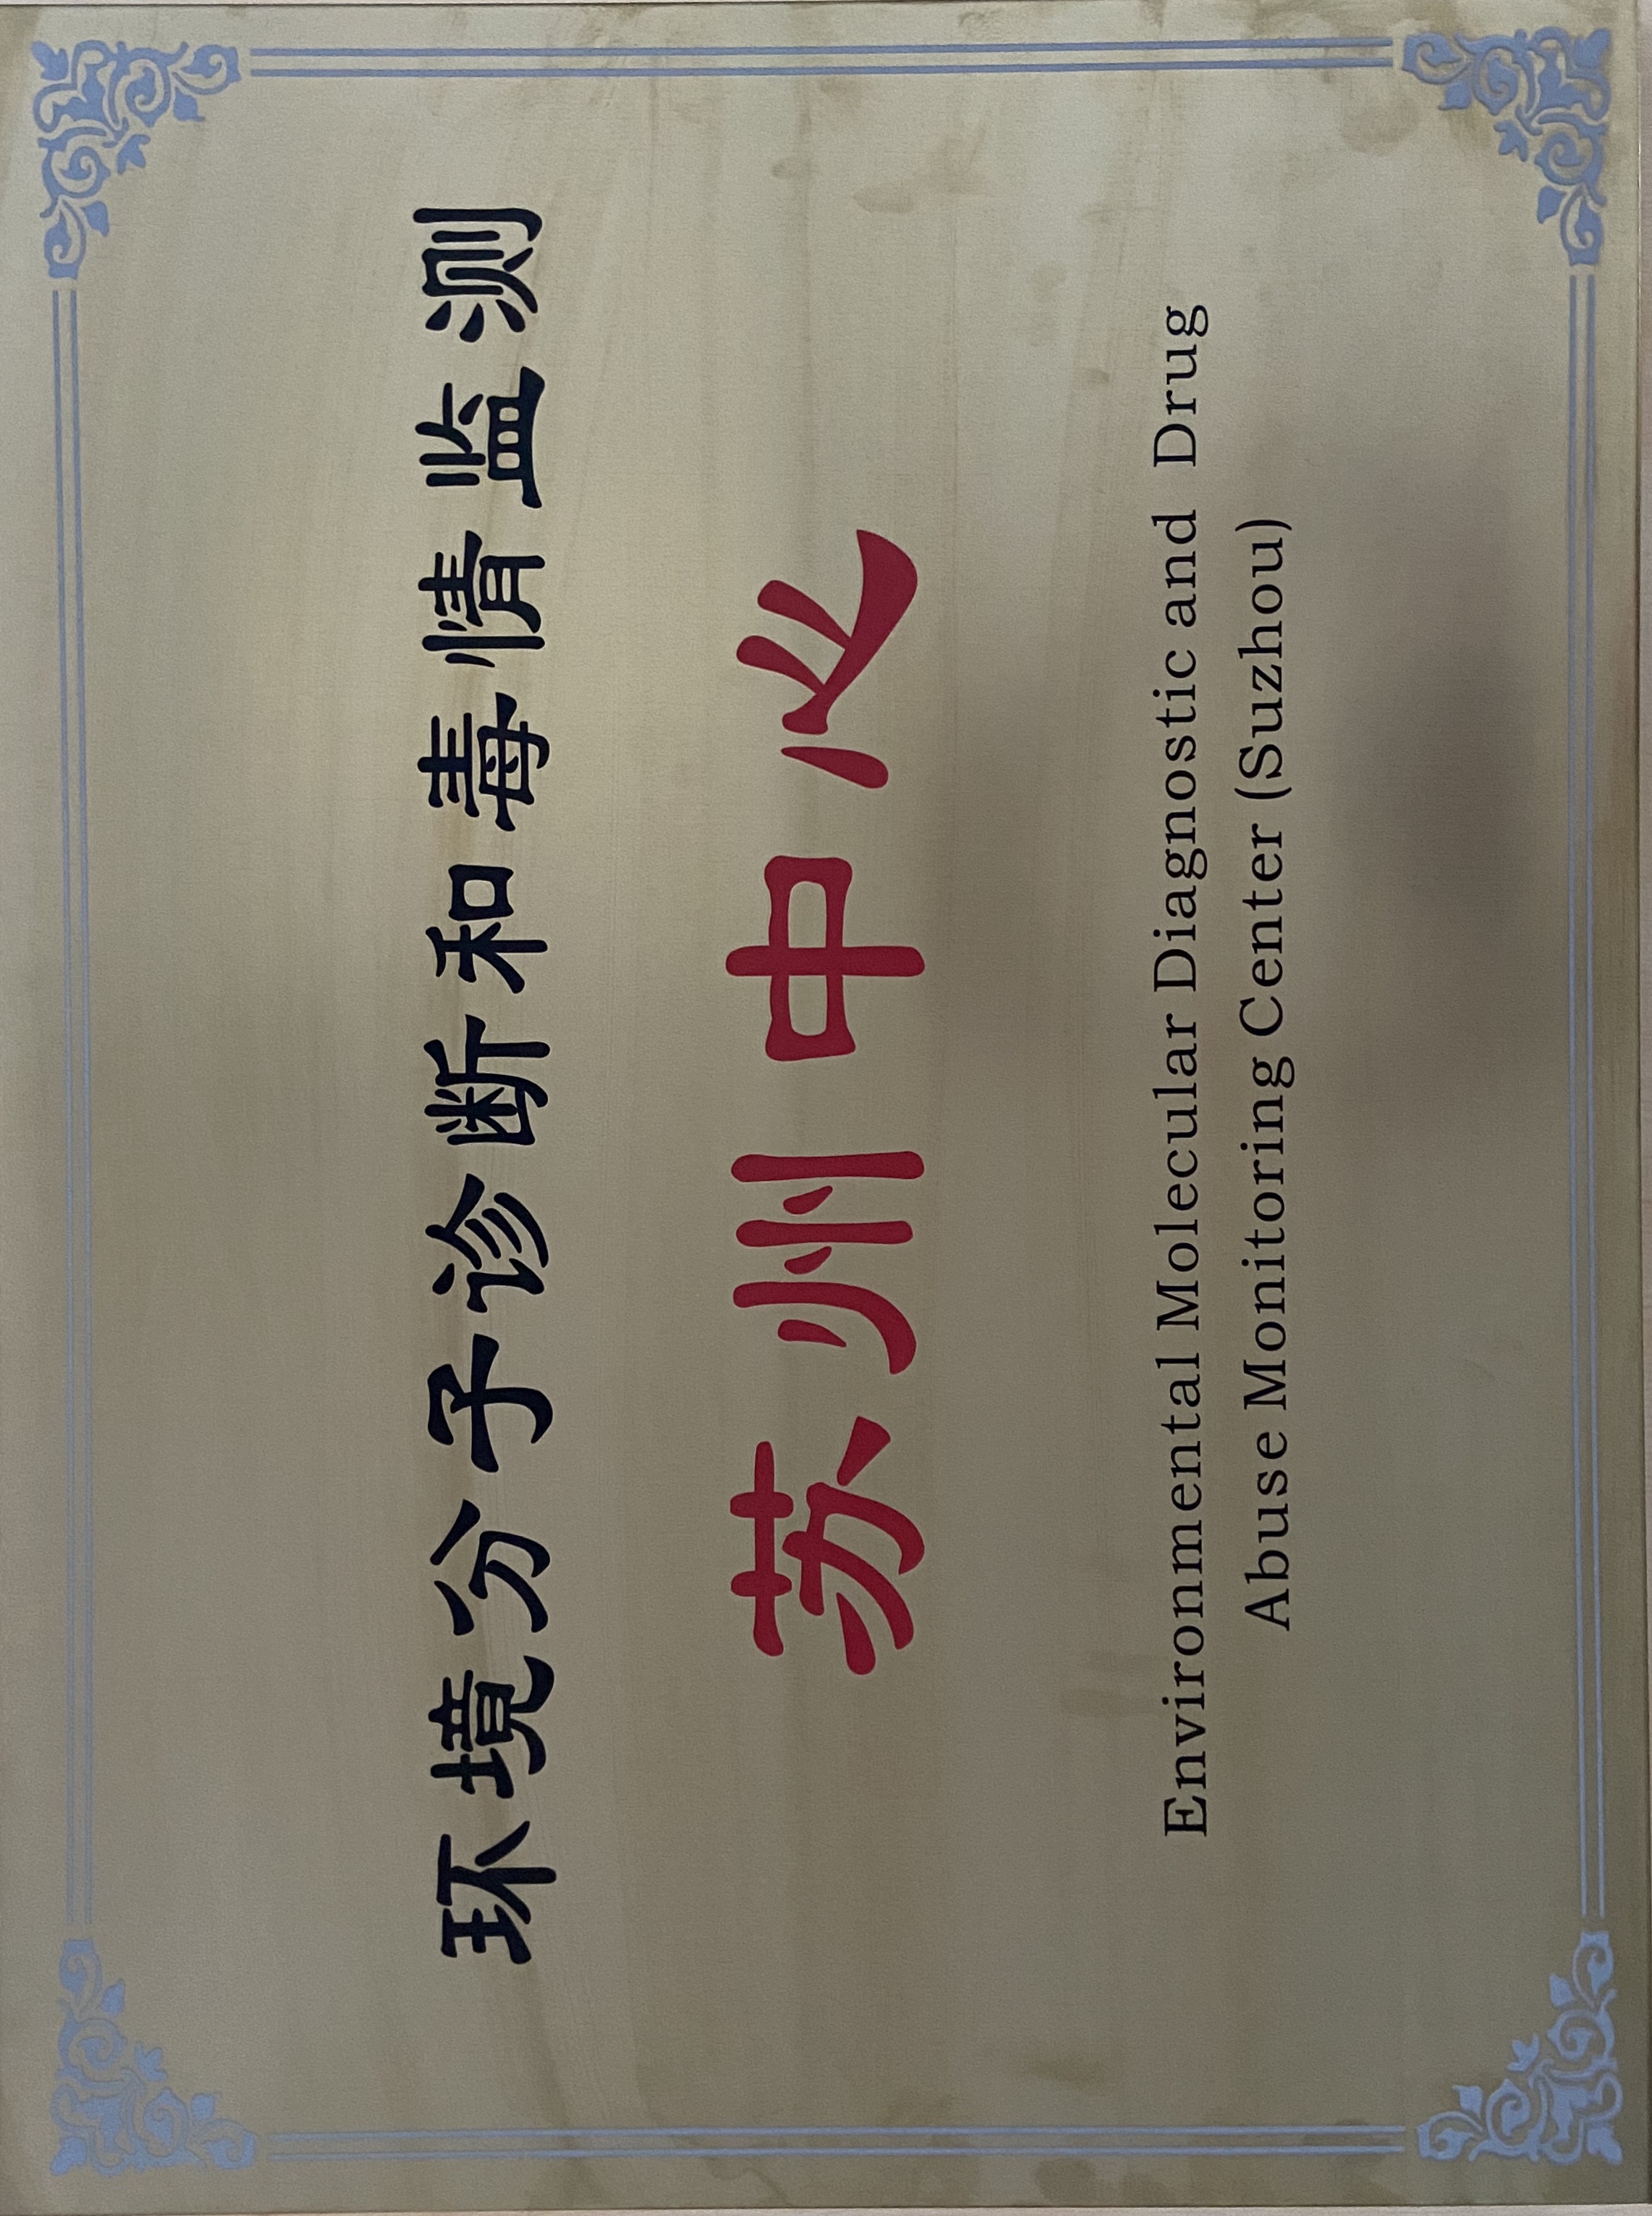 环境分子诊断和毒情监测
苏州中心
Environmental Molecular Diagnostic and Drug
Abuse Monitoring Center (Suzhou)